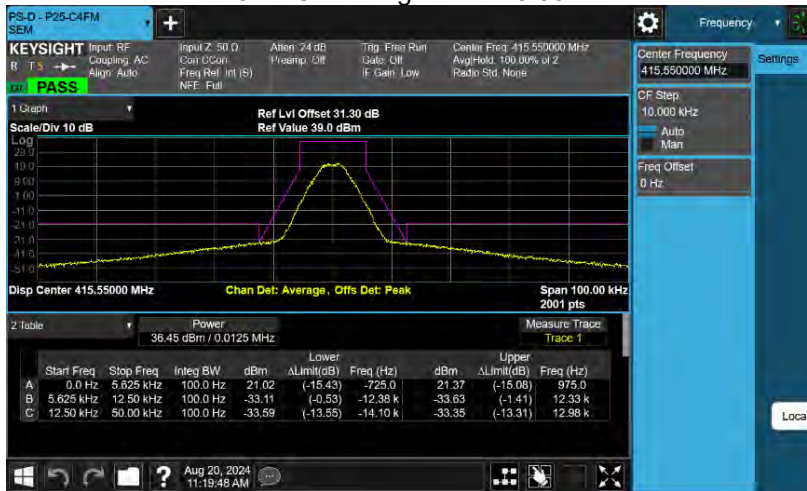 PS-D - P25-C4FM
SEM
Frequency
KEYSIGHT
R T S
PASS
Input: RF
Coupling: AC
Align: Auto
Input Z: 50 Ω
Corr CCorr
Freq Ref: Int (S)
NFE: Full
Atten: 24 dB
Preamp: Off
Trig: Free Run
Gate: Off
IF Gain: Low
Center Freq: 415.550000 MHz
Avg|Hold: 100.00% of 2
Radio Std: None
Center Frequency
415.550000 MHz
Settings
CF Step
10.000 kHz
Auto
Man
Freq Offset
0 Hz
1 Graph
Scale/Div 10 dB
Ref Lvl Offset 31.30 dB
Ref Value 39.0 dBm
Log
29.0
19.0
9.00
-1.00
-11.0
-21.0
-31.0
-41.0
-51.0
Disp Center 415.55000 MHz
Chan Det: Average, Offs Det: Peak
Span 100.00 kHz
2001 pts
2 Table
Power
36.45 dBm / 0.0125 MHz
Measure Trace
Trace 1
Lower Upper
Start Freq Stop Freq Integ BW dBm ΔLimit(dB) Freq (Hz) dBm ΔLimit(dB) Freq (Hz)
A 0.0 Hz 5.625 kHz 100.0 Hz 21.02 (-15.43) -725.0 21.37 (-15.08) 975.0
B 5.625 kHz 12.50 kHz 100.0 Hz -33.11 (-0.53) -12.38 k -33.63 (-1.41) 12.33 k
C 12.50 kHz 50.00 kHz 100.0 Hz -33.59 (-13.55) -14.10 k -33.35 (-13.31) 12.98 k
Loca
?
Aug 20, 2024
11:19:48 AM